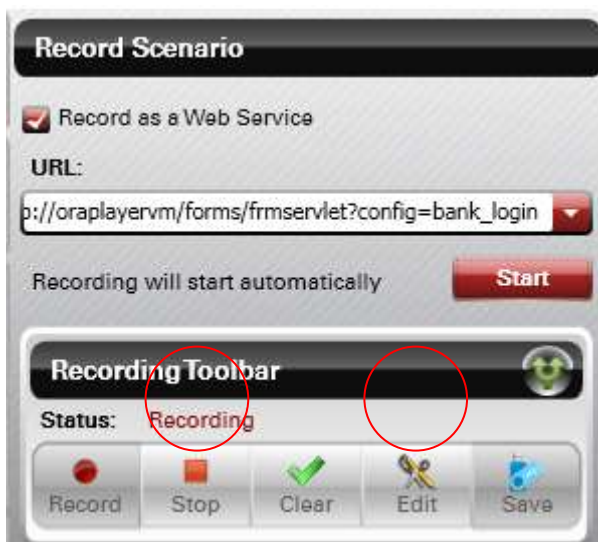 Record Scenario
Record as a Web Service
URL:
p://oraplayervm/forms/frmservlet?config=bank_login
Recording will start automatically
Start
Recording Toolbar
Status: Recording
Record Stop Clear Edit Save